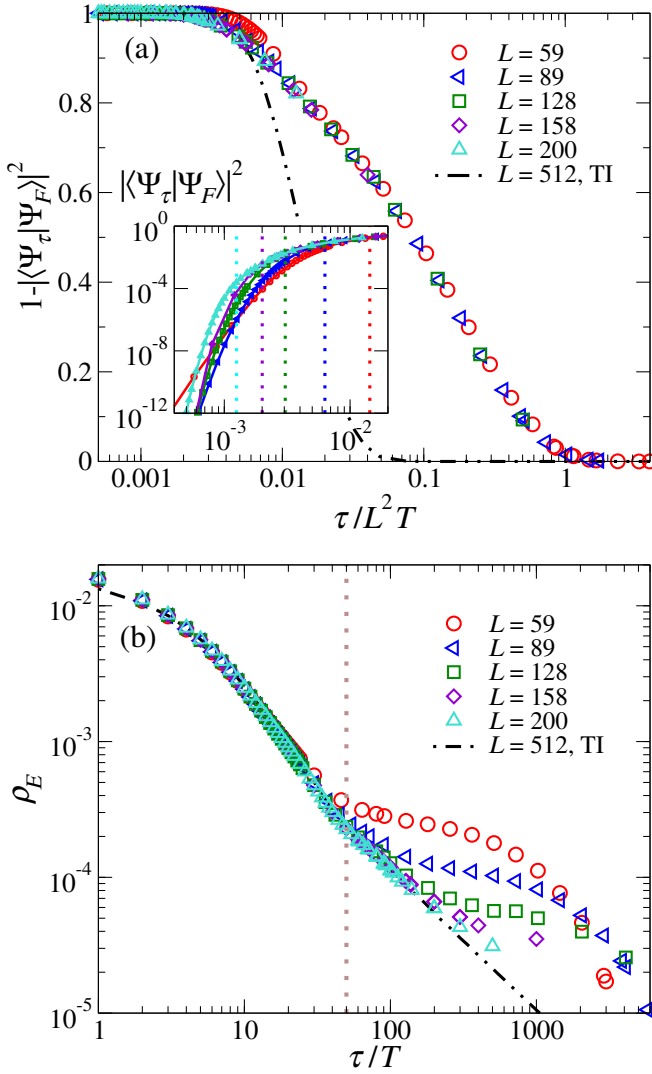 1
(a)
L = 59
L = 89
L = 128
L = 158
L = 200
L = 512, TI
0.8
0.6
0.4
0.2
0
1-|⟨Ψτ|ΨF⟩|²
|⟨Ψτ|ΨF⟩|²
10⁰
10⁻⁴
10⁻⁸
10⁻¹²
10⁻³
10⁻²
0.001
0.01
0.1
1
τ/L²T
10⁻²
10⁻³
10⁻⁴
10⁻⁵
ρE
(b)
L = 59
L = 89
L = 128
L = 158
L = 200
L = 512, TI
1
10
100
1000
τ/T